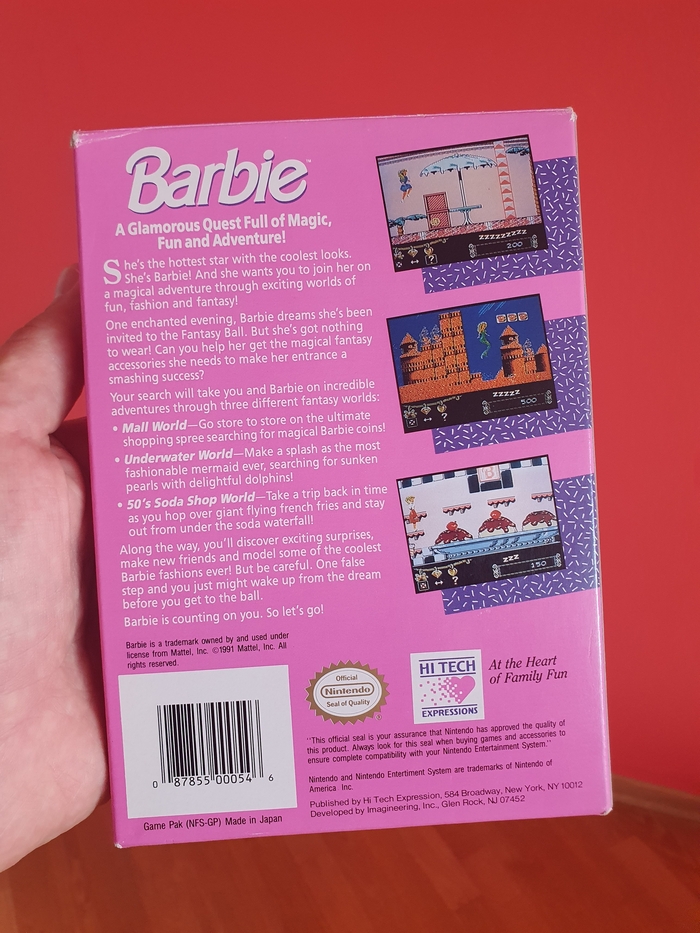 Barbie™
A Glamorous Quest Full of Magic,
Fun and Adventure!
She's the hottest star with the coolest looks.
She's Barbie! And she wants you to join her on
a magical adventure through exciting worlds of
fun, fashion and fantasy!
One enchanted evening, Barbie dreams she's been
invited to the Fantasy Ball. But she's got nothing
to wear! Can you help her get the magical fantasy
accessories she needs to make her entrance a
smashing success?
Your search will take you and Barbie on incredible
adventures through three different fantasy worlds:
• Mall World—Go store to store on the ultimate
shopping spree searching for magical Barbie coins!
• Underwater World—Make a splash as the most
fashionable mermaid ever, searching for sunken
pearls with delightful dolphins!
• 50's Soda Shop World—Take a trip back in time
as you hop over giant flying french fries and stay
out from under the soda waterfall!
Along the way, you'll discover exciting surprises,
make new friends and model some of the coolest
Barbie fashions ever! But be careful. One false
step and you just might wake up from the dream
before you get to the ball.
Barbie is counting on you. So let's go!
zzzzzzzzz
200
?
zzzzz
500
?
B
zzz
150
?
Barbie is a trademark owned by and used under
license from Mattel, Inc. ©1991 Mattel, Inc. All
rights reserved.
0 87855 00054 6
Game Pak (NFS-GP) Made in Japan
Official
Nintendo®
Seal of Quality
HI TECH
EXPRESSIONS
At the Heart
of Family Fun
"This official seal is your assurance that Nintendo has approved the quality of
this product. Always look for this seal when buying games and accessories to
ensure complete compatibility with your Nintendo Entertainment System."
Nintendo and Nintendo Entertiment System are trademarks of Nintendo of
America Inc.
Published by Hi Tech Expression, 584 Broadway, New York, NY 10012
Developed by Imagineering, Inc., Glen Rock, NJ 07452